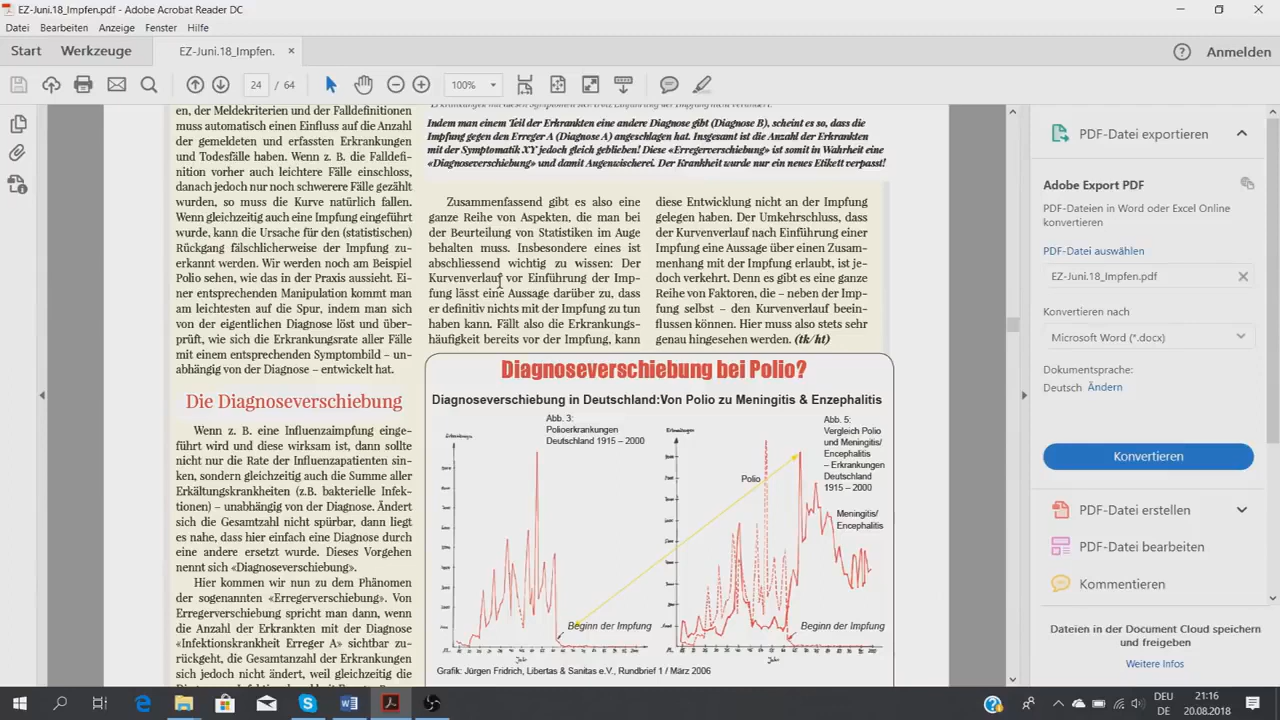 EZ-Juni.18_Impfen.pdf - Adobe Acrobat Reader DC
Datei Bearbeiten Anzeige Fenster Hilfe
Start Werkzeuge EZ-Juni.18_Impfen. × Anmelden
24 / 64 100%
en, der Meldekriterien und der Falldefinitionen
muss automatisch einen Einfluss auf die Anzahl
der gemeldeten und erfassten Erkrankungen
und Todesfälle haben. Wenn z. B. die Falldefi-
nition vorher auch leichtere Fälle einschloss,
danach jedoch nur noch schwerere Fälle gezählt
wurden, so muss die Kurve natürlich fallen.
Wenn gleichzeitig auch eine Impfung eingeführt
wurde, kann die Ursache für den (statistischen)
Rückgang fälschlicherweise der Impfung zu-
erkannt werden. Wir werden noch am Beispiel
Polio sehen, wie das in der Praxis aussieht. Ei-
ner entsprechenden Manipulation kommt man
am leichtesten auf die Spur, indem man sich
von der eigentlichen Diagnose löst und über-
prüft, wie sich die Erkrankungsrate aller Fälle
mit einem entsprechenden Symptombild – un-
abhängig von der Diagnose – entwickelt hat.
Die Diagnoseverschiebung
Wenn z. B. eine Influenzaimpfung einge-
führt wird und diese wirksam ist, dann sollte
nicht nur die Rate der Influenzapatienten sin-
ken, sondern gleichzeitig auch die Summe aller
Erkältungskrankheiten (z.B. bakterielle Infek-
tionen) – unabhängig von der Diagnose. Ändert
sich die Gesamtzahl nicht spürbar, dann liegt
es nahe, dass hier einfach eine Diagnose durch
eine andere ersetzt wurde. Dieses Vorgehen
nennt sich «Diagnoseverschiebung».
Hier kommen wir nun zu dem Phänomen
der sogenannten «Erregerverschiebung». Von
Erregerverschiebung spricht man dann, wenn
die Anzahl der Erkrankten mit der Diagnose
«Infektionskrankheit Erreger A» sichtbar zu-
rückgeht, die Gesamtanzahl der Erkrankungen
sich jedoch nicht ändert, weil gleichzeitig die
Indem man einem Teil der Erkrankten eine andere Diagnose gibt (Diagnose B), scheint es so, dass die
Impfung gegen den Erreger A (Diagnose A) angeschlagen hat. Insgesamt ist die Anzahl der Erkrankten
mit der Symptomatik XY jedoch gleich geblieben! Diese «Erregerverschiebung» ist somit in Wahrheit eine
«Diagnoseverschiebung» und damit Augenwischerei. Der Krankheit wurde nur ein neues Etikett verpasst!
Zusammenfassend gibt es also eine
ganze Reihe von Aspekten, die man bei
der Beurteilung von Statistiken im Auge
behalten muss. Insbesondere eines ist
abschliessend wichtig zu wissen: Der
Kurvenverlauf vor Einführung der Imp-
fung lässt eine Aussage darüber zu, dass
er definitiv nichts mit der Impfung zu tun
haben kann. Fällt also die Erkrankungs-
häufigkeit bereits vor der Impfung, kann
diese Entwicklung nicht an der Impfung
gelegen haben. Der Umkehrschluss, dass
der Kurvenverlauf nach Einführung einer
Impfung eine Aussage über einen Zusam-
menhang mit der Impfung erlaubt, ist je-
doch verkehrt. Denn es gibt es eine ganze
Reihe von Faktoren, die – neben der Imp-
fung selbst – den Kurvenverlauf beein-
flussen können. Hier muss also stets sehr
genau hingesehen werden. (tk/ht)
Diagnoseverschiebung bei Polio?
Diagnoseverschiebung in Deutschland:Von Polio zu Meningitis & Enzephalitis
Abb. 3:
Polioerkrankungen
Deutschland 1915 – 2000
Beginn der Impfung
Jahr
Abb. 5:
Vergleich Polio
und Meningitis/
Encephalitis
– Erkrankungen
Deutschland
1915 – 2000
Polio
Meningitis/
Encephalitis
Beginn der Impfung
Jahr
Grafik: Jürgen Fridrich, Libertas & Sanitas e.V., Rundbrief 1 / März 2006
PDF-Datei exportieren
Adobe Export PDF
PDF-Dateien in Word oder Excel Online
konvertieren
PDF-Datei auswählen
EZ-Juni.18_Impfen.pdf
Konvertieren nach
Microsoft Word (*.docx)
Dokumentsprache:
Deutsch Ändern
Konvertieren
PDF-Datei erstellen
PDF-Datei bearbeiten
Kommentieren
Dateien in der Document Cloud speichern
und freigeben
Weitere Infos
DEU 21:16
DE 20.08.2018